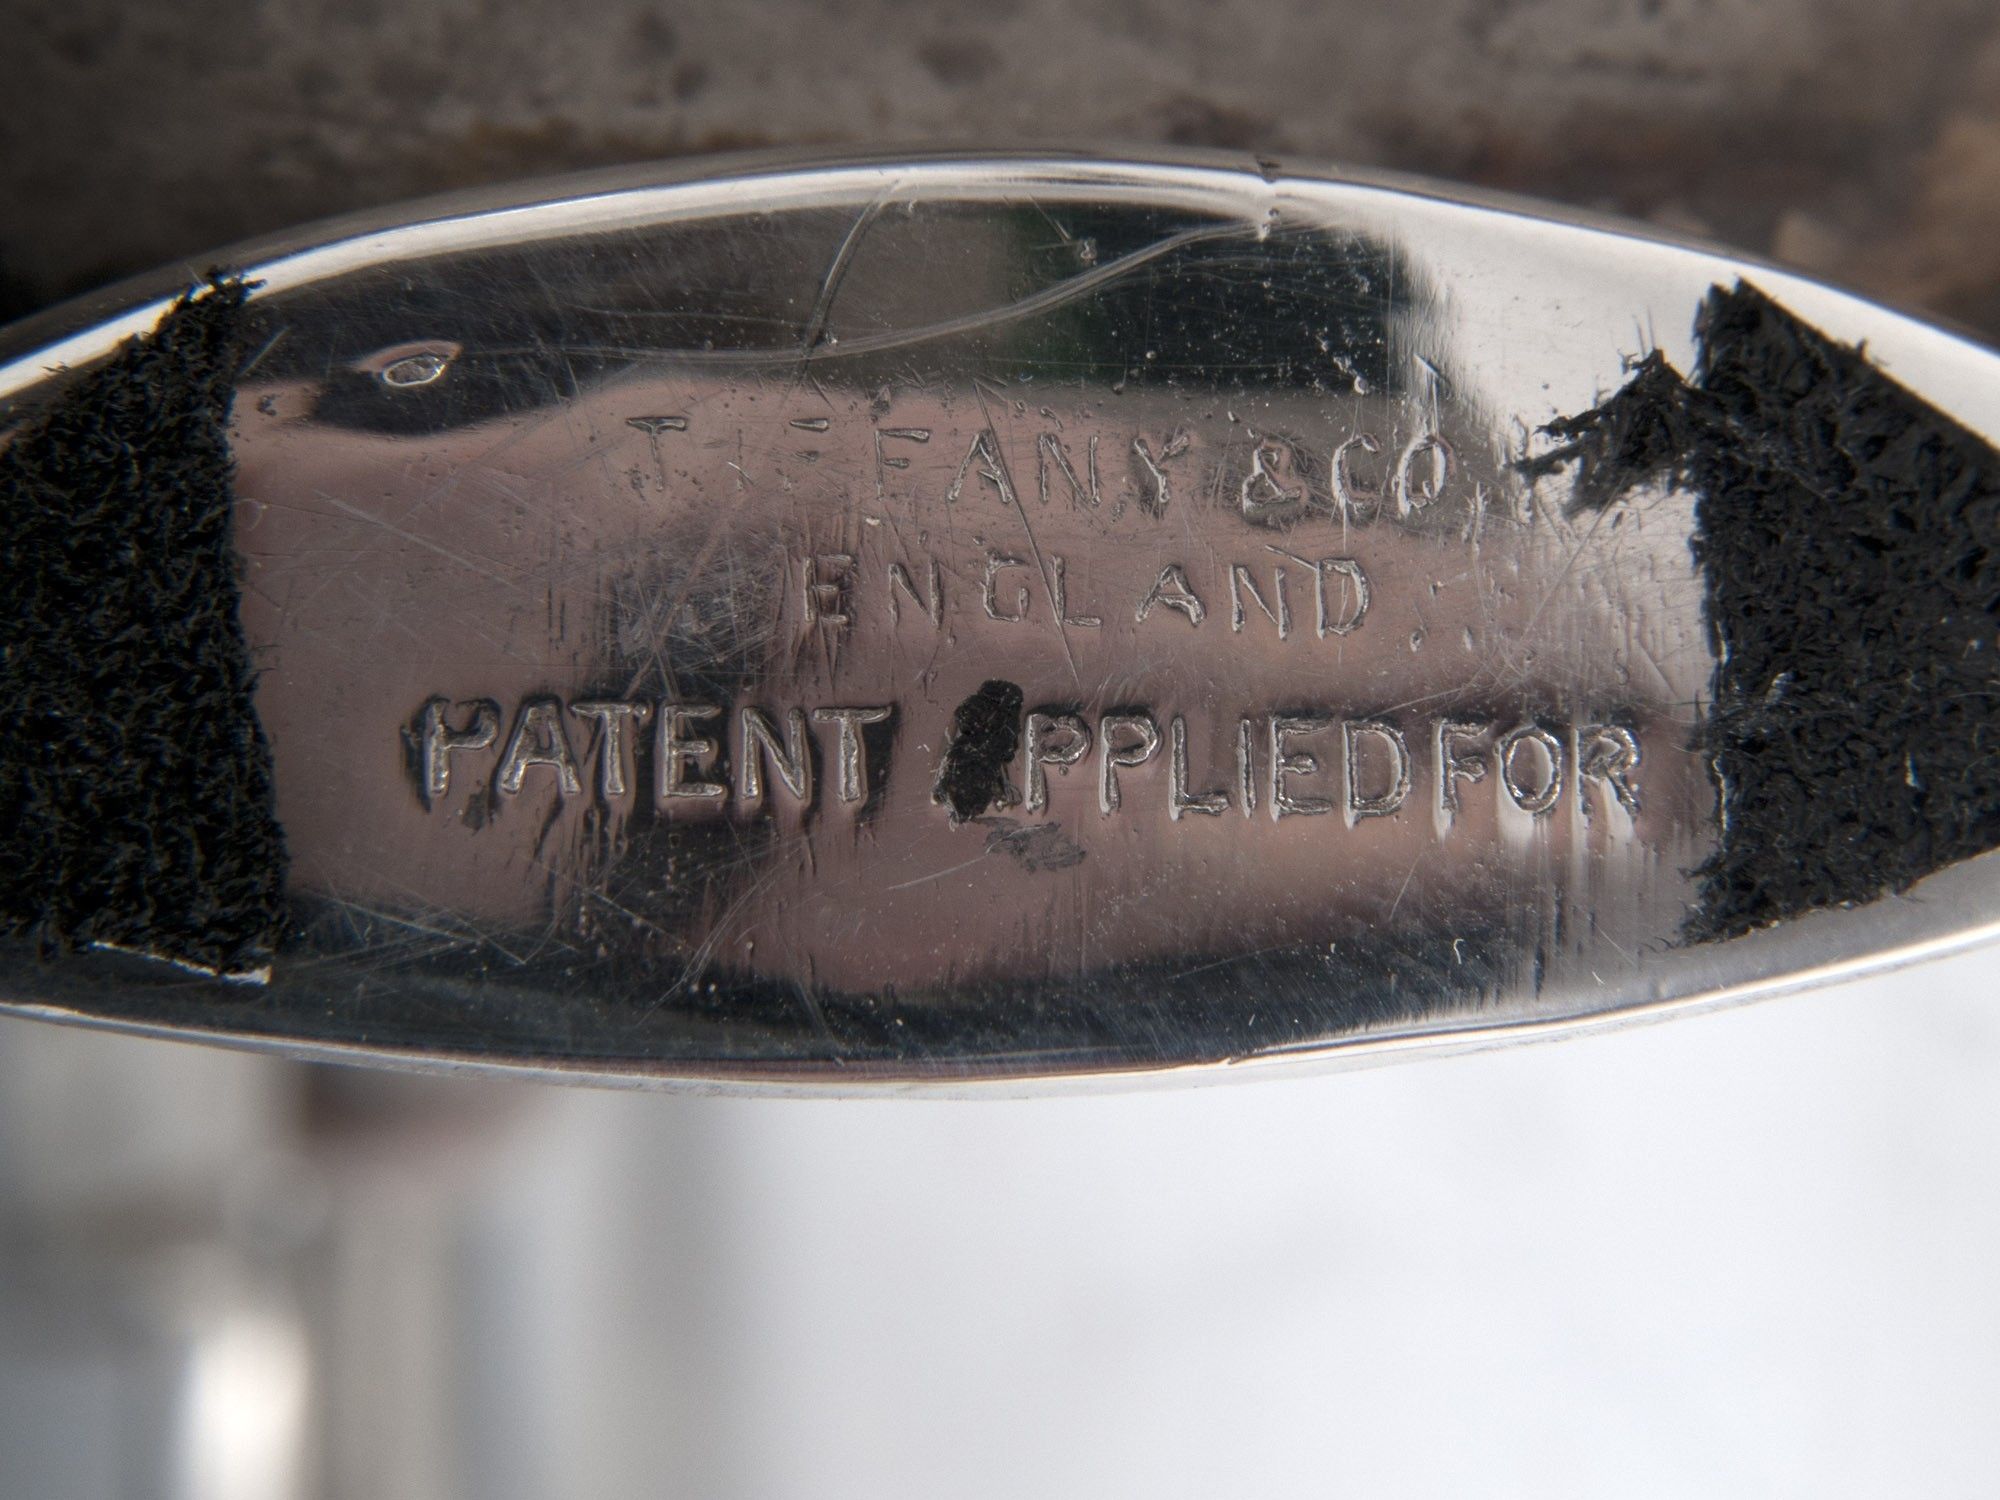 TIFFANY & CO
ENGLAND
PATENT APPLIED FOR